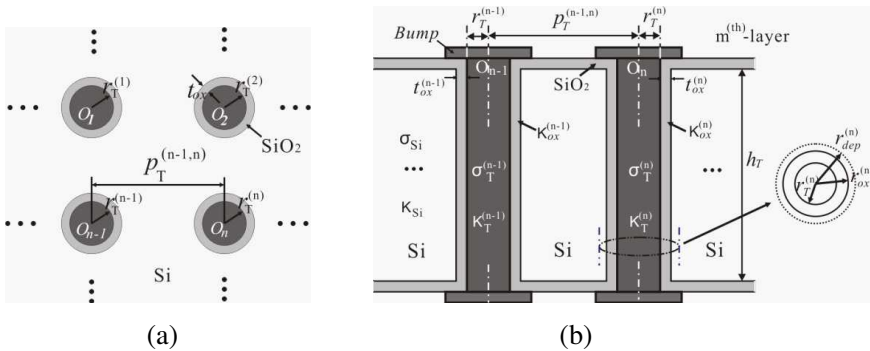 r_T^(1)
r_T^(2)
t_ox
O_1
O_2
SiO₂
p_T^(n-1,n)
r_T^(n-1)
r_T^(n)
O_n-1
O_n
Si
(a)
r_T^(n-1)
p_T^(n-1,n)
r_T^(n)
Bump
m^(th)-layer
O_n-1
O_n
t_ox^(n-1)
SiO₂
t_ox^(n)
K_ox^(n-1)
K_ox^(n)
σ_Si
σ_T^(n-1)
σ_T^(n)
h_T
r_dep^(n)
r_ox^(n)
r_T^(n)
K_Si
K_T^(n-1)
K_T^(n)
Si
Si
Si
(b)